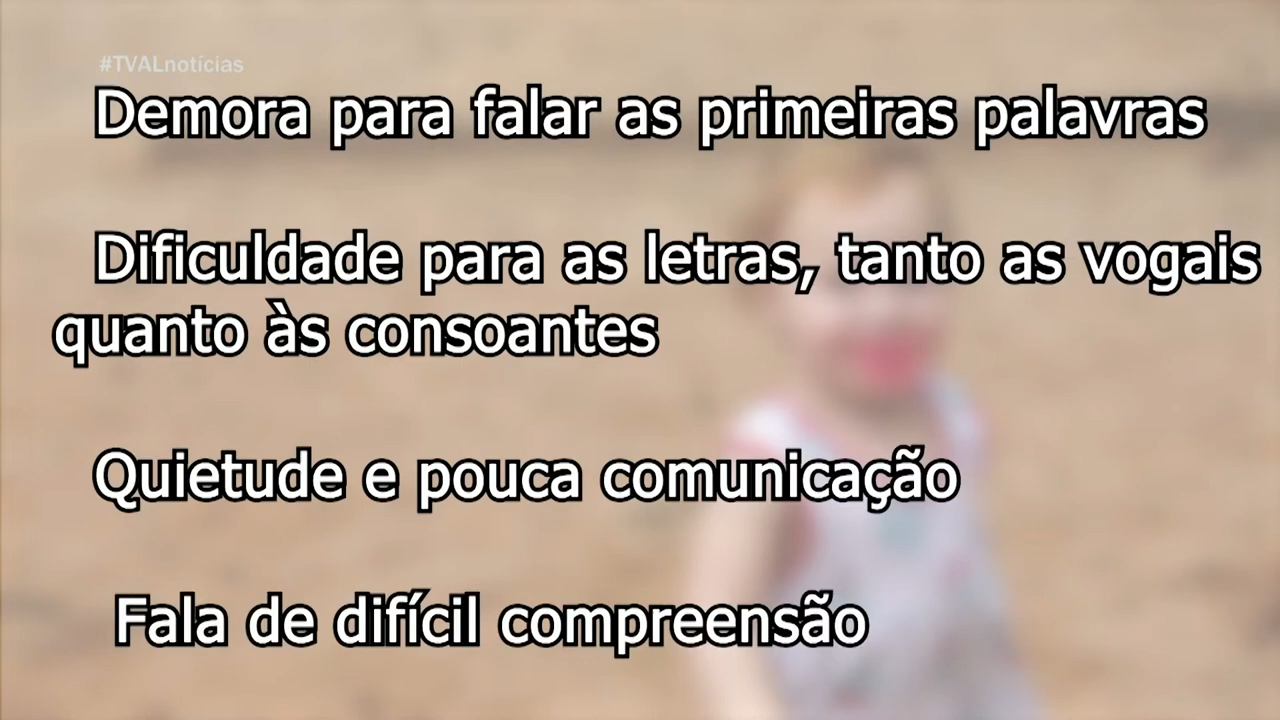 #TVALnotícias
Demora para falar as primeiras palavras
Dificuldade para as letras, tanto as vogais
quanto às consoantes
Quietude e pouca comunicação
Fala de difícil compreensão